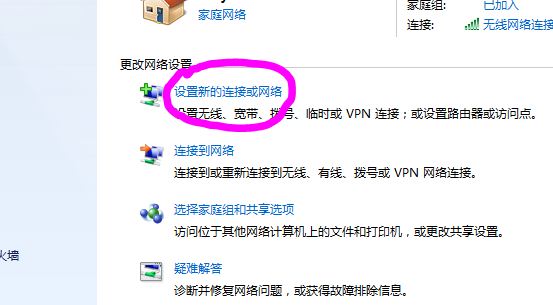 家庭组: 已加入
家庭网络
连接: 无线网络连接
更改网络设置
设置新的连接或网络
设置无线、宽带、拨号、临时或 VPN 连接；或设置路由器或访问点。
连接到网络
连接到或重新连接到无线、有线、拨号或 VPN 网络连接。
选择家庭组和共享选项
访问位于其他网络计算机上的文件和打印机，或更改共享设置。
火墙
疑难解答
诊断并修复网络问题，或获得故障排除信息。